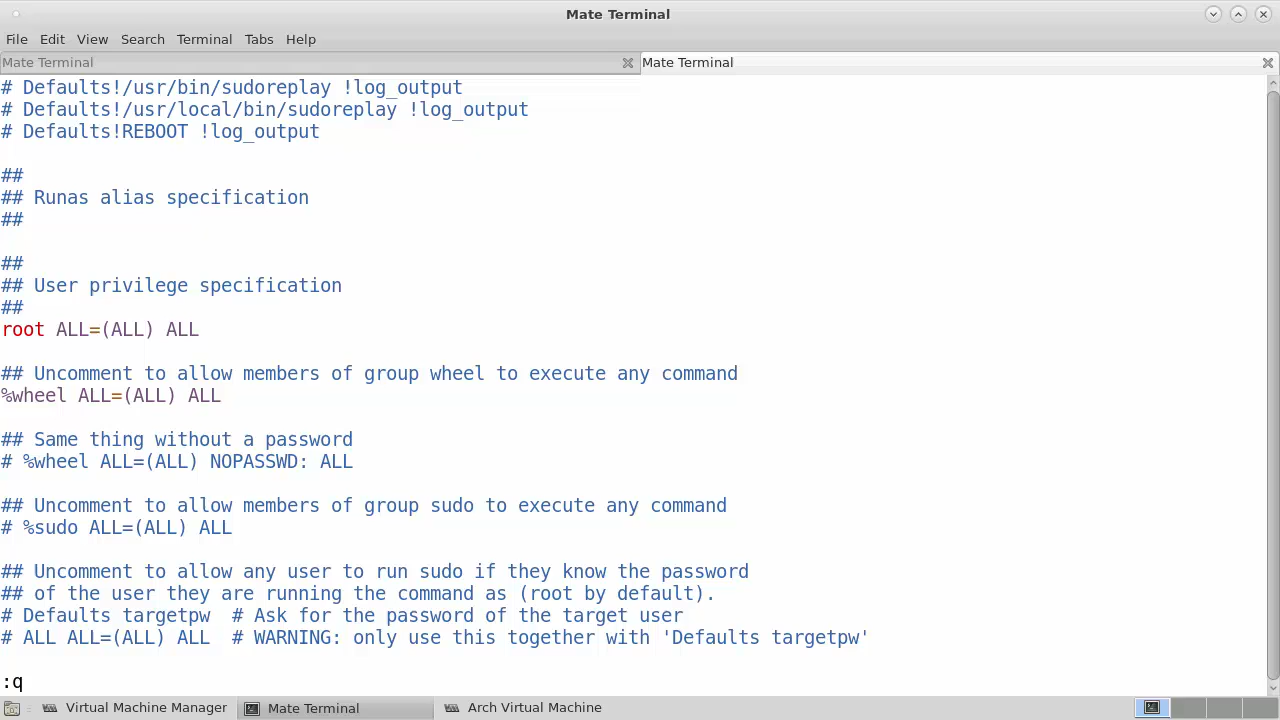 Mate Terminal
File Edit View Search Terminal Tabs Help
Mate Terminal Mate Terminal
# Defaults!/usr/bin/sudoreplay !log_output
# Defaults!/usr/local/bin/sudoreplay !log_output
# Defaults!REBOOT !log_output
##
## Runas alias specification
##
##
## User privilege specification
##
root ALL=(ALL) ALL
## Uncomment to allow members of group wheel to execute any command
%wheel ALL=(ALL) ALL
## Same thing without a password
# %wheel ALL=(ALL) NOPASSWD: ALL
## Uncomment to allow members of group sudo to execute any command
# %sudo ALL=(ALL) ALL
## Uncomment to allow any user to run sudo if they know the password
## of the user they are running the command as (root by default).
# Defaults targetpw  # Ask for the password of the target user
# ALL ALL=(ALL) ALL  # WARNING: only use this together with 'Defaults targetpw'
:q
Virtual Machine Manager Mate Terminal Arch Virtual Machine